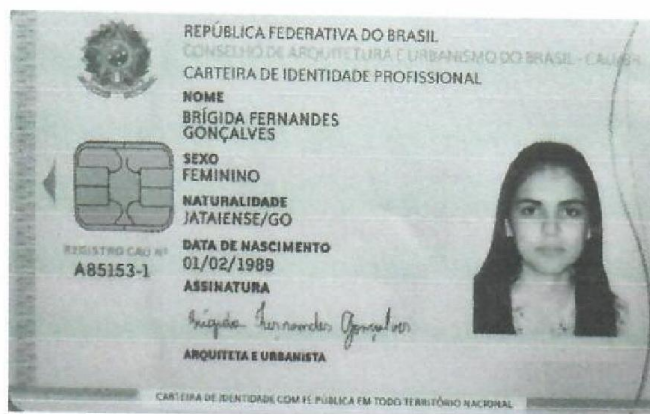 REPÚBLICA FEDERATIVA DO BRASIL
CONSELHO DE ARQUITETURA E URBANISMO DO BRASIL - CAU/BR
CARTEIRA DE IDENTIDADE PROFISSIONAL
NOME
BRÍGIDA FERNANDES
GONÇALVES
SEXO
FEMININO
NATURALIDADE
JATAIENSE/GO
REGISTRO CAU Nº
A85153-1
DATA DE NASCIMENTO
01/02/1989
ASSINATURA
Brígida Fernandes Gonçalves
ARQUITETA E URBANISTA
CARTEIRA DE IDENTIDADE COM FÉ PÚBLICA EM TODO TERRITÓRIO NACIONAL